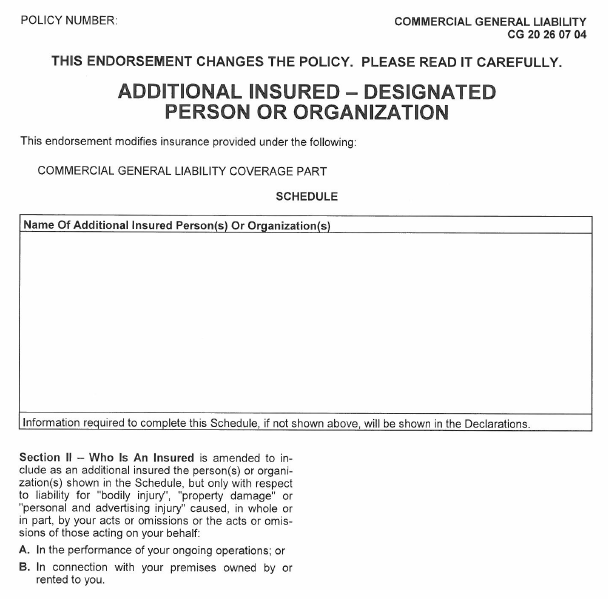 POLICY NUMBER:
COMMERCIAL GENERAL LIABILITY
CG 20 26 07 04
THIS ENDORSEMENT CHANGES THE POLICY. PLEASE READ IT CAREFULLY.
ADDITIONAL INSURED – DESIGNATED
PERSON OR ORGANIZATION
This endorsement modifies insurance provided under the following:
COMMERCIAL GENERAL LIABILITY COVERAGE PART
SCHEDULE
Name Of Additional Insured Person(s) Or Organization(s)
Information required to complete this Schedule, if not shown above, will be shown in the Declarations.
Section II – Who Is An Insured is amended to in-
clude as an additional insured the person(s) or organi-
zation(s) shown in the Schedule, but only with respect
to liability for "bodily injury", "property damage" or
"personal and advertising injury" caused, in whole or
in part, by your acts or omissions or the acts or omis-
sions of those acting on your behalf:
A. In the performance of your ongoing operations; or
B. In connection with your premises owned by or
rented to you.